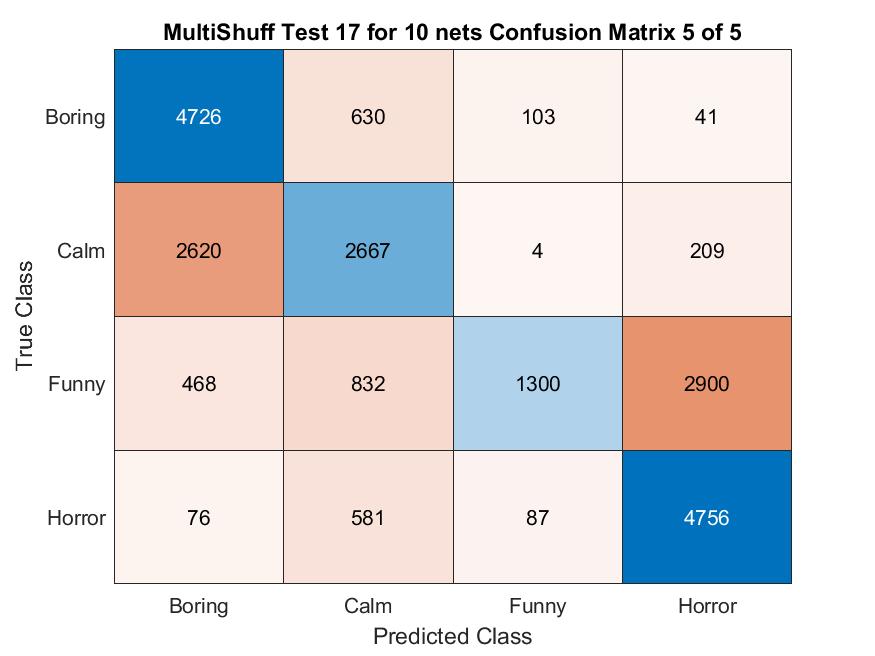 MultiShuff Test 17 for 10 nets Confusion Matrix 5 of 5
True Class
Boring 4726 630 103 41
Calm 2620 2667 4 209
Funny 468 832 1300 2900
Horror 76 581 87 4756
Boring Calm Funny Horror
Predicted Class